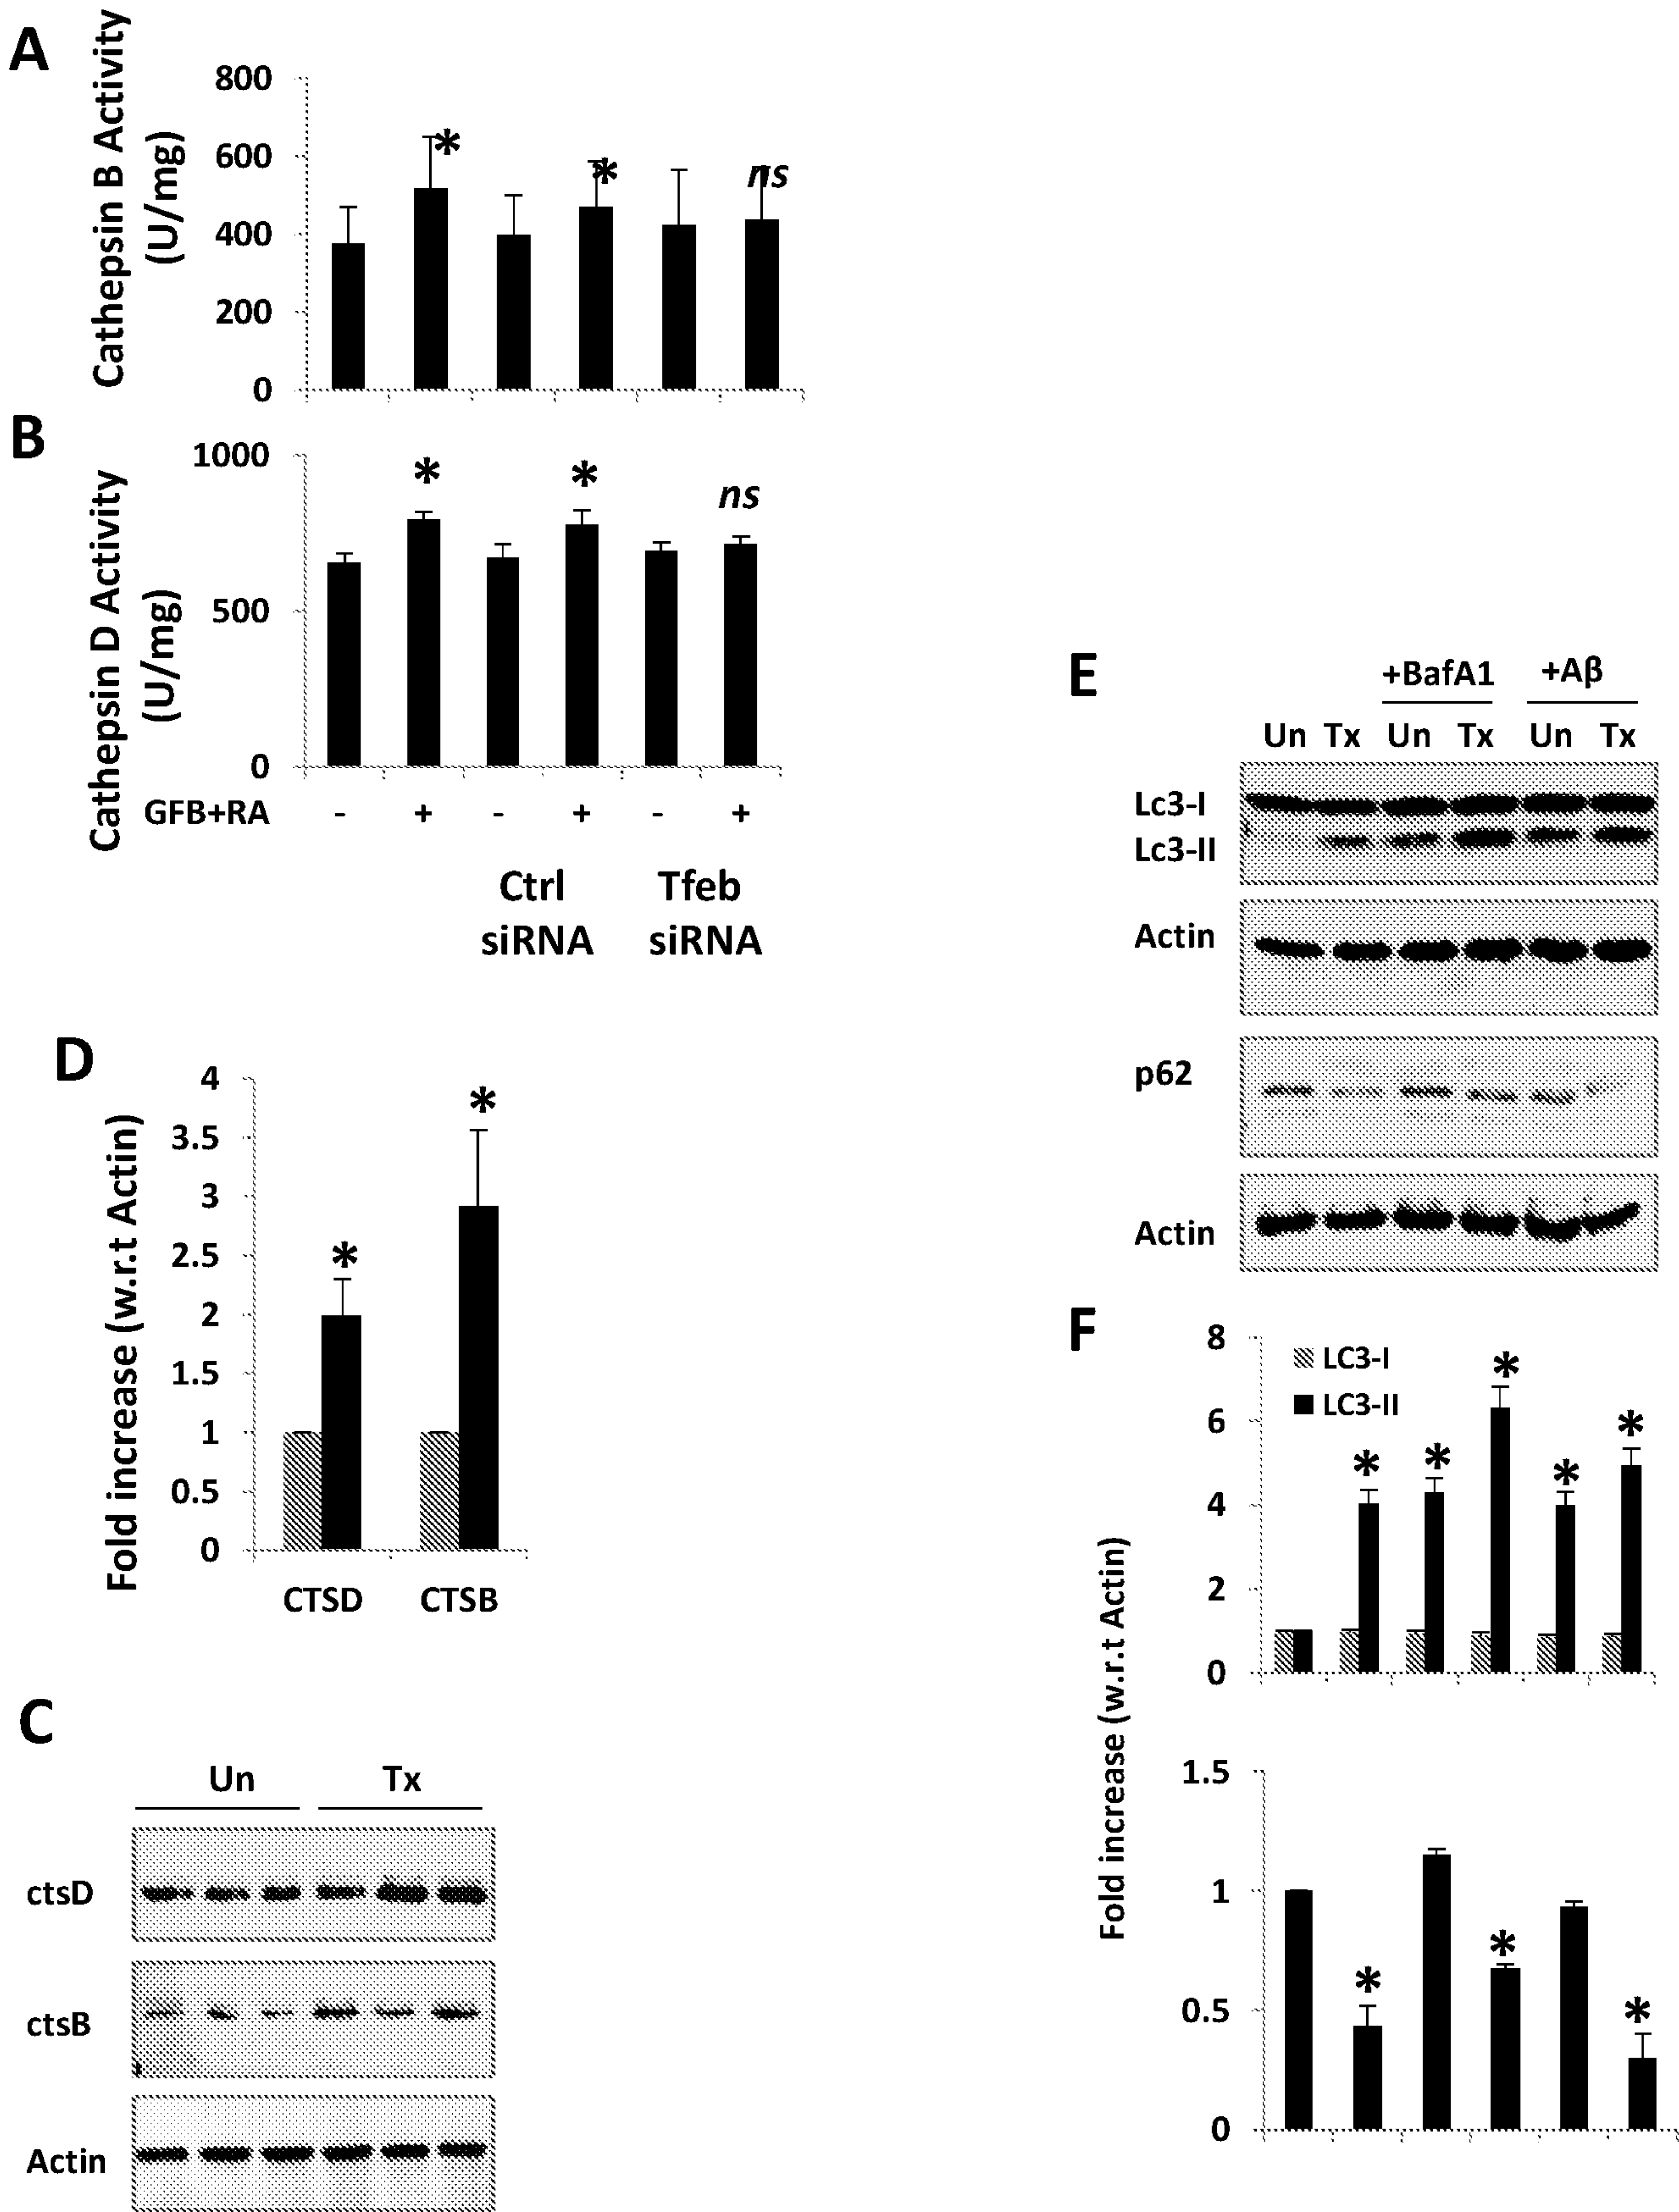 A
Cathepsin B Activity
(U/mg)
800
600
400
200
0
*
*
ns
B
Cathepsin D Activity
(U/mg)
1000
500
0
*
*
ns
GFB+RA - + - + - +
Ctrl
siRNA
Tfeb
siRNA
D
Fold increase (w.r.t Actin)
4
3.5
3
2.5
2
1.5
1
0.5
0
*
*
CTSD CTSB
C
Un Tx
ctsD
ctsB
Actin
E
+BafA1 +Aβ
Un Tx Un Tx Un Tx
Lc3-I
Lc3-II
Actin
p62
Actin
F
Fold increase (w.r.t Actin)
8
6
4
2
0
LC3-I
LC3-II
*
*
*
*
*
1.5
1
0.5
0
*
*
*